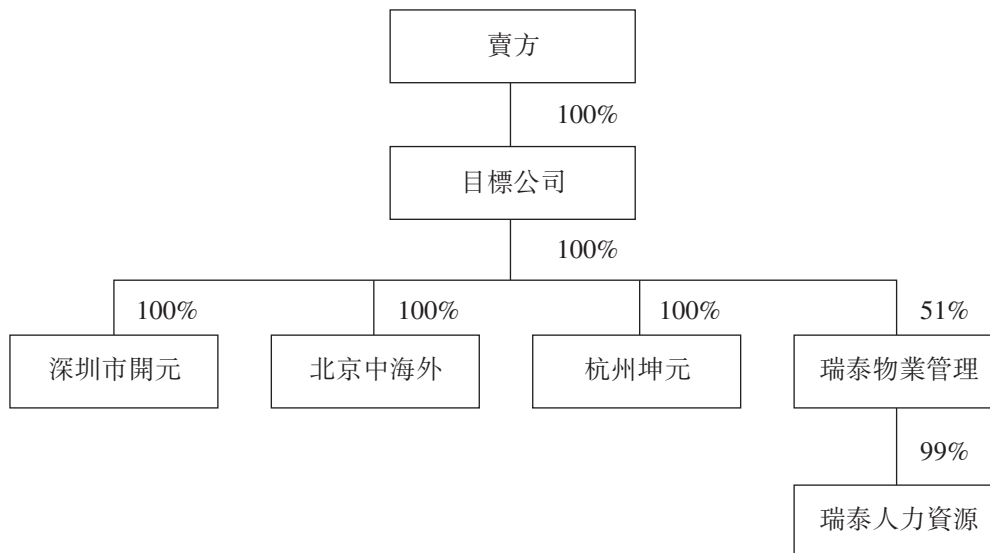 賣方
100%
目標公司
100%
100%
100%
100%
51%
深圳市開元
北京中海外
杭州坤元
瑞泰物業管理
99%
瑞泰人力資源